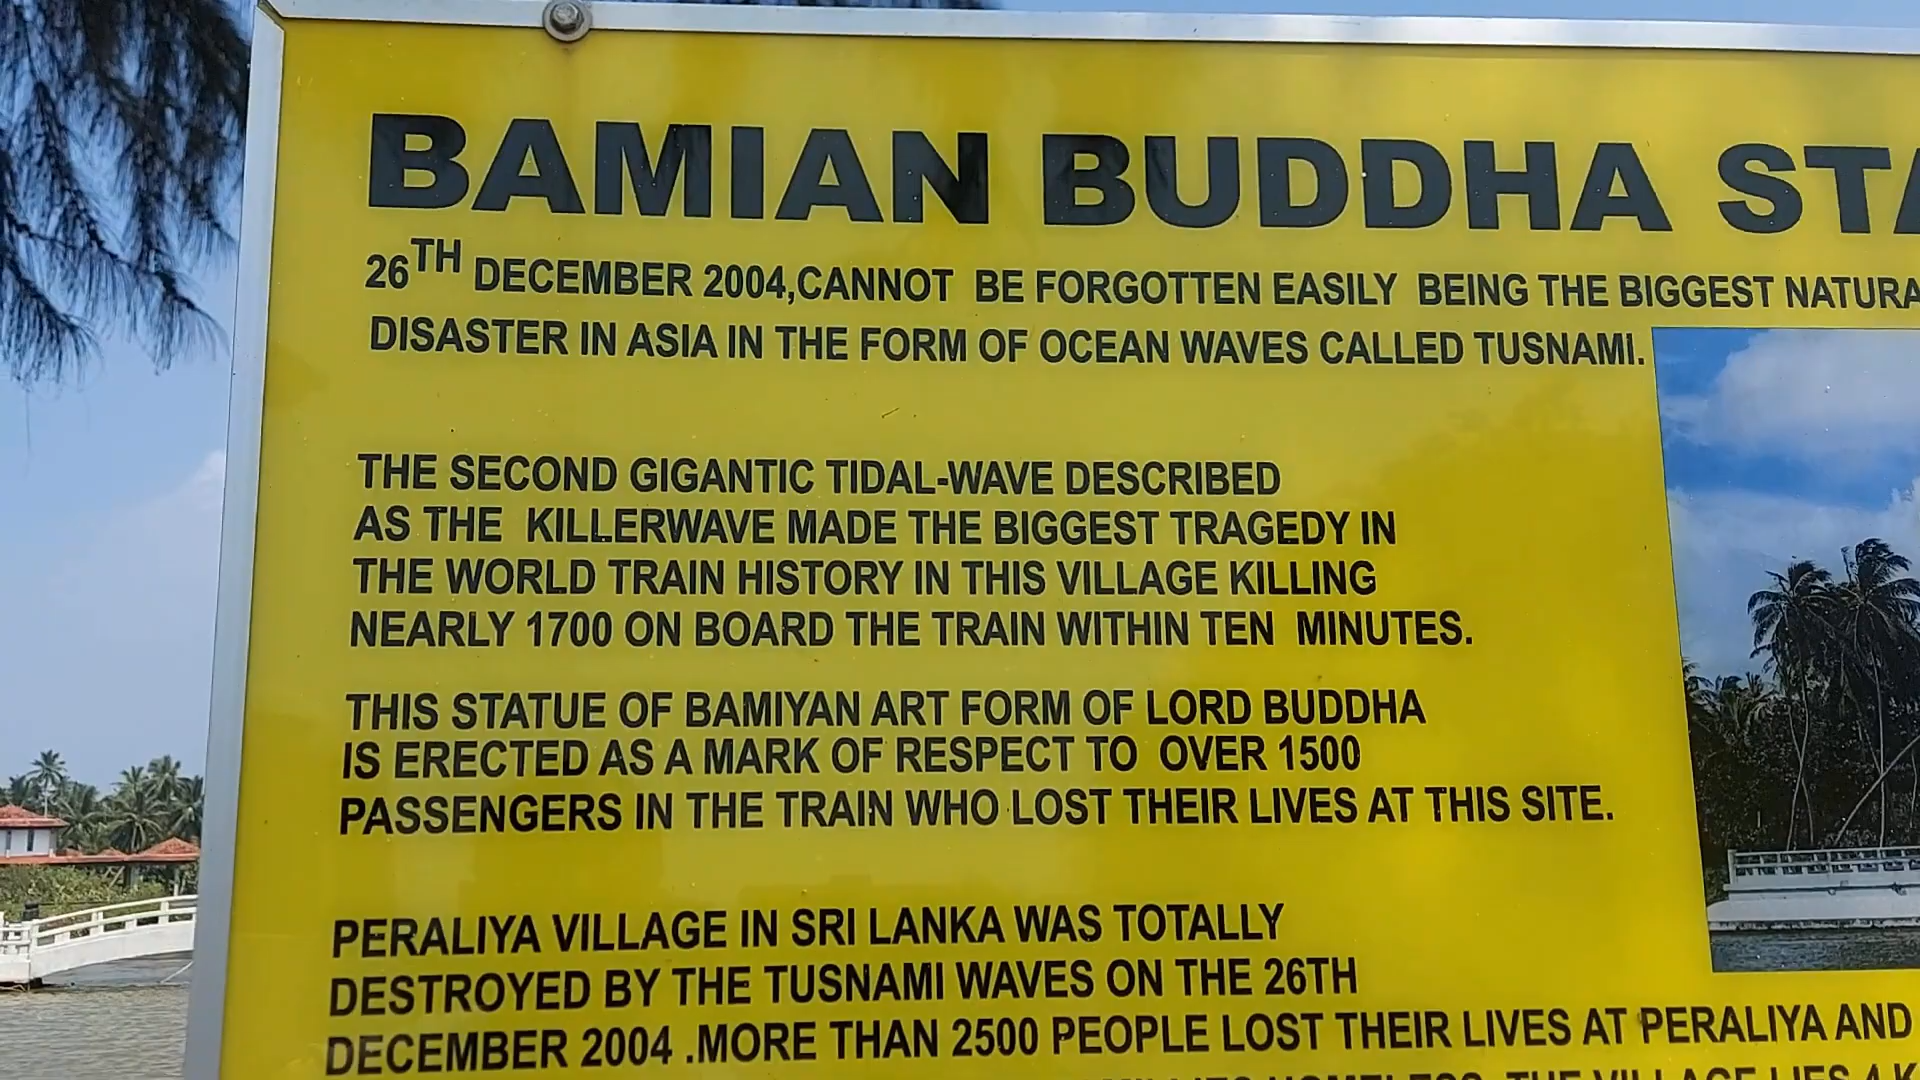 BAMIAN BUDDHA
26TH DECEMBER 2004,CANNOT BE FORGOTTEN EASILY BEING THE BIGGEST
DISASTER IN ASIA IN THE FORM OF OCEAN WAVES CALLED TUSNAMI.
THE SECOND GIGANTIC TIDAL-WAVE DESCRIBED
AS THE KILLERWAVE MADE THE BIGGEST TRAGEDY IN
THE WORLD TRAIN HISTORY IN THIS VILLAGE KILLING
NEARLY 1700 ON BOARD THE TRAIN WITHIN TEN MINUTES.
THIS STATUE OF BAMIYAN ART FORM OF LORD BUDDHA
IS ERECTED AS A MARK OF RESPECT TO OVER 1500
PASSENGERS IN THE TRAIN WHO LOST THEIR LIVES AT THIS SITE.
PERALIYA VILLAGE IN SRI LANKA WAS TOTALLY
DESTROYED BY THE TUSNAMI WAVES ON THE 26TH
DECEMBER 2004 .MORE THAN 2500 PEOPLE LOST THEIR LIVES AT PERALIYA AND